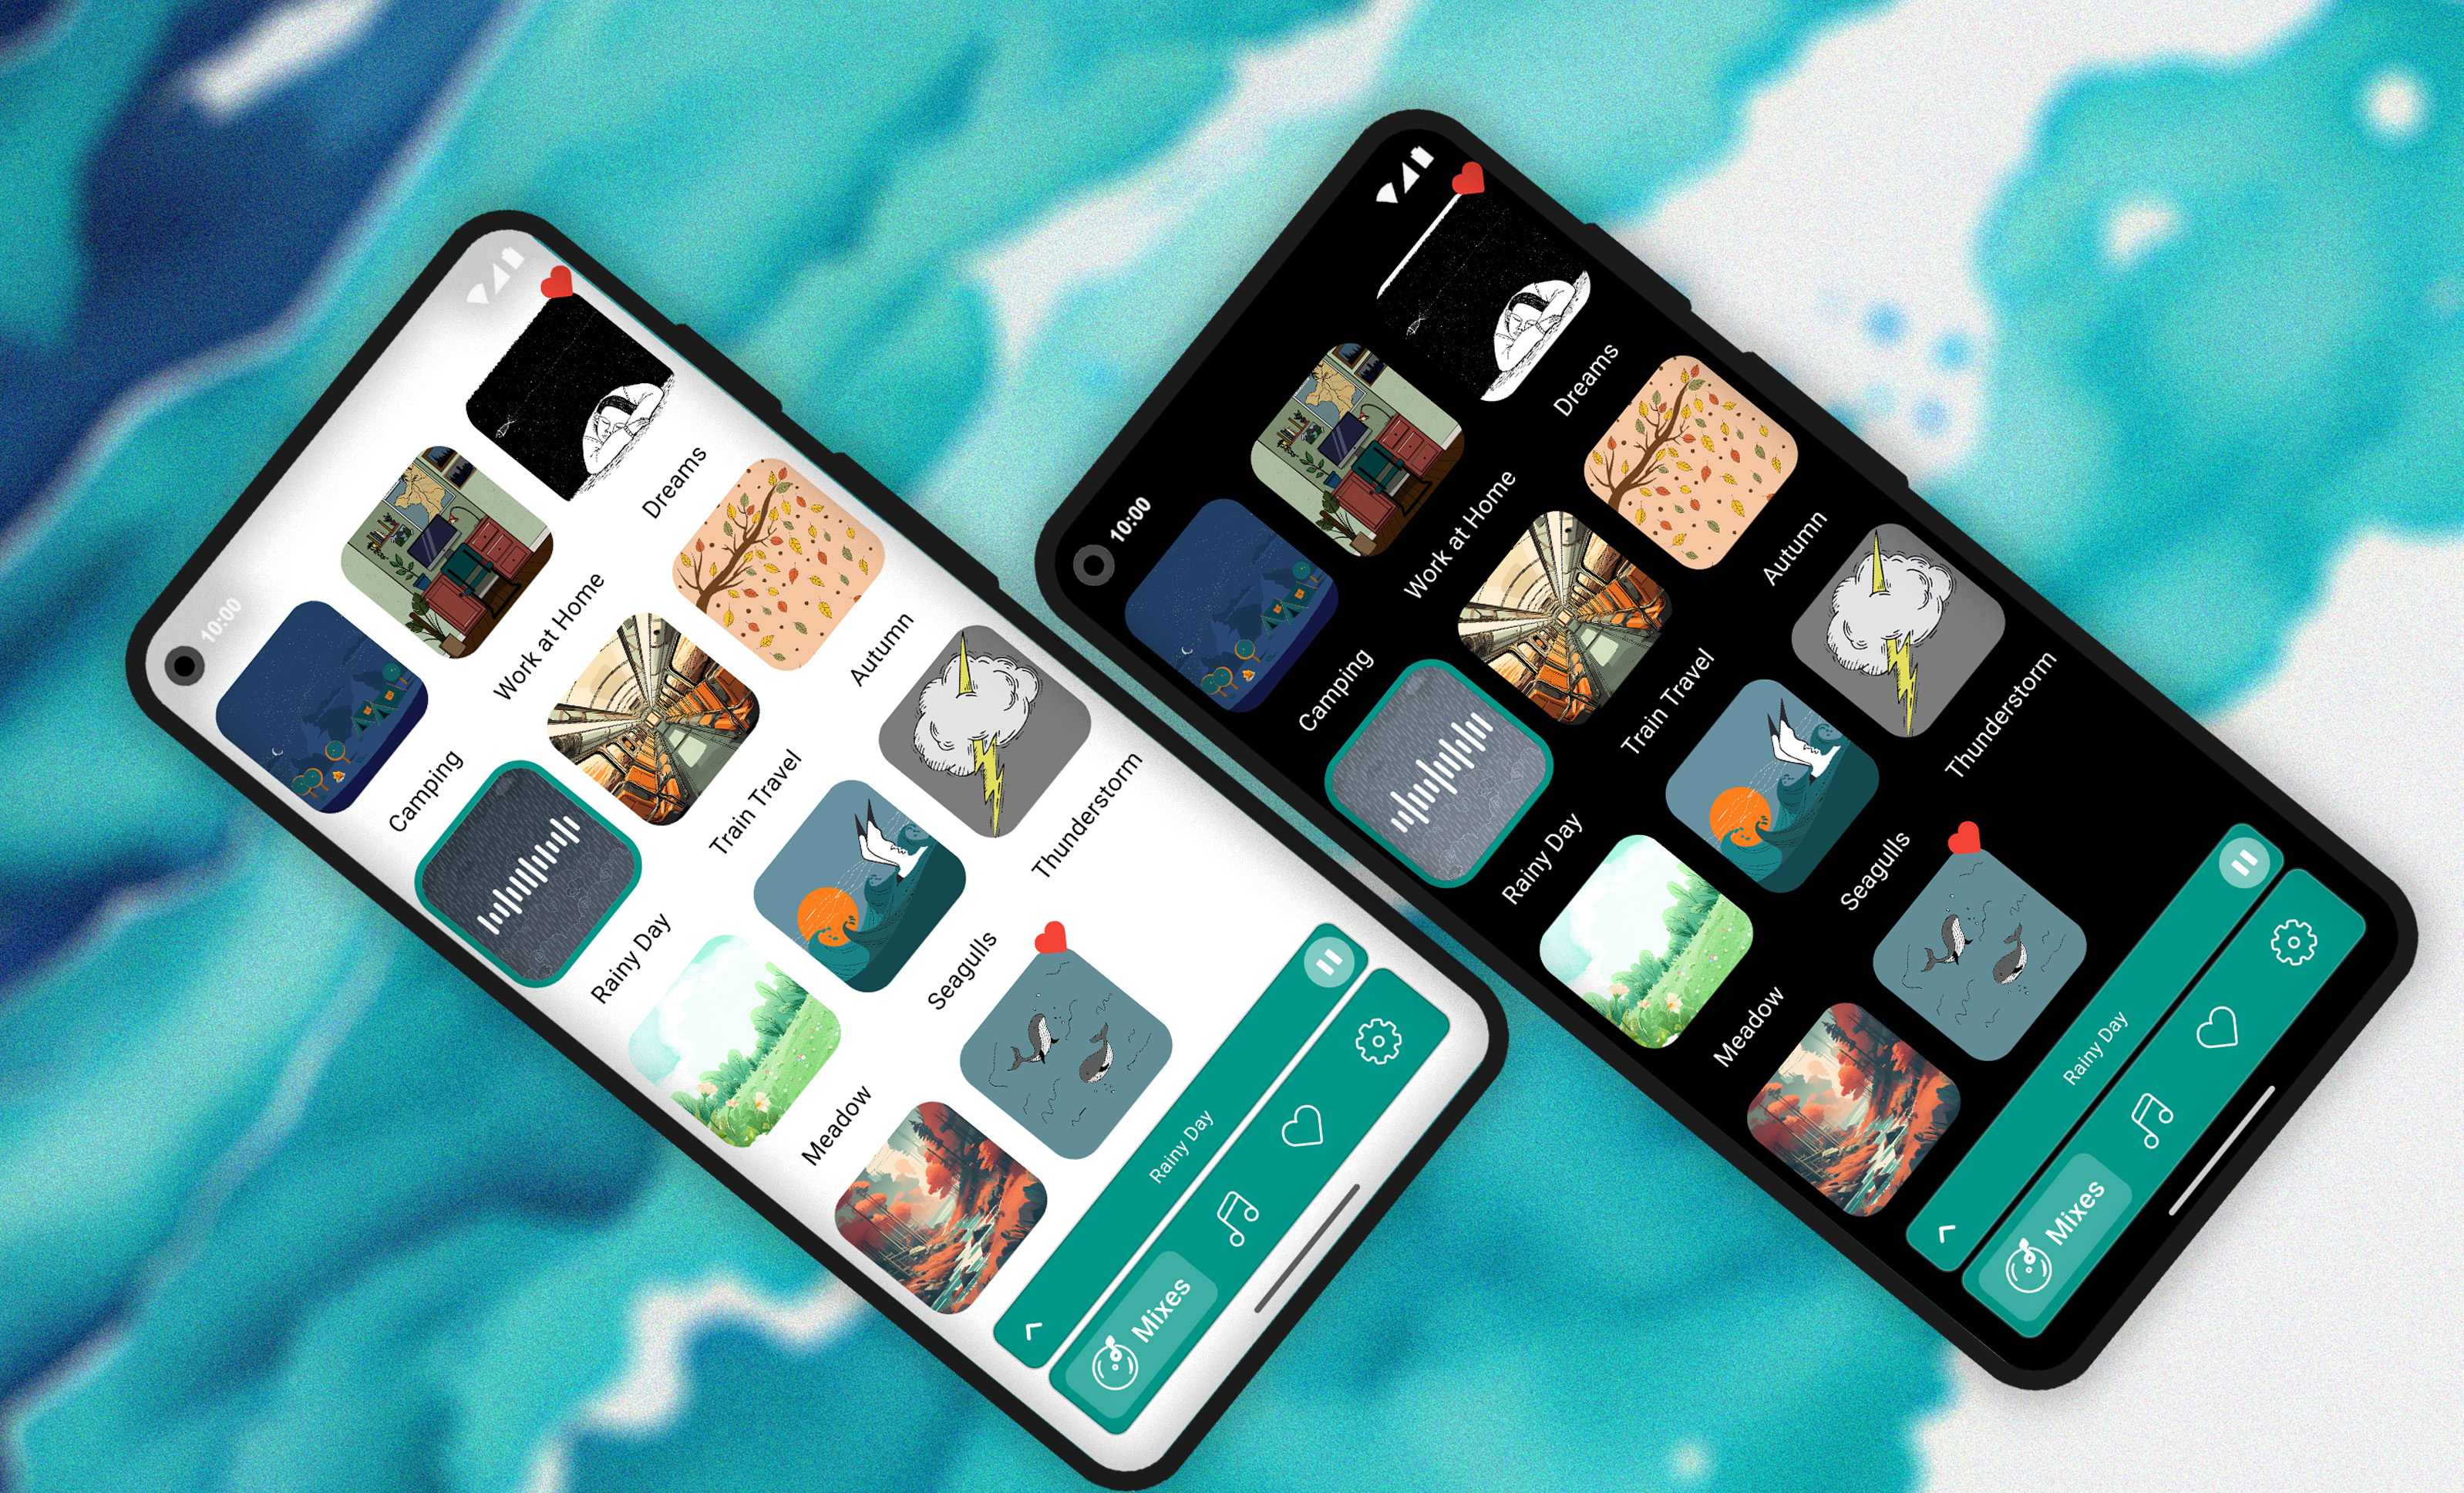 10:00
Camping
Work at Home
Dreams
Rainy Day
Train Travel
Autumn
Meadow
Seagulls
Thunderstorm
Rainy Day
Mixes
10:00
Camping
Work at Home
Dreams
Rainy Day
Train Travel
Autumn
Meadow
Seagulls
Thunderstorm
Rainy Day
Mixes